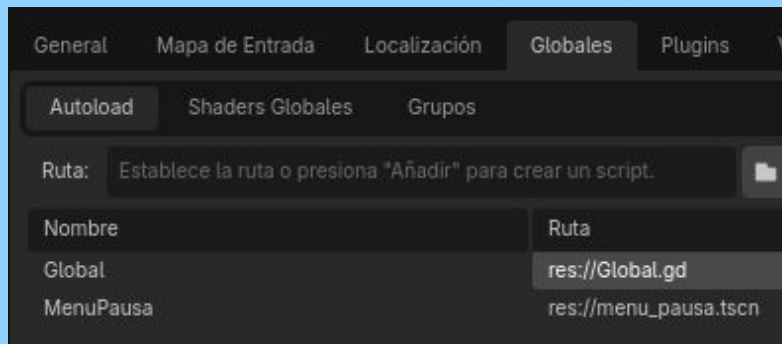 General Mapa de Entrada Localización Globales Plugins
Autoload Shaders Globales Grupos
Ruta: Establece la ruta o presiona "Añadir" para crear un script.
Nombre Ruta
Global res://Global.gd
MenuPausa res://menu_pausa.tscn